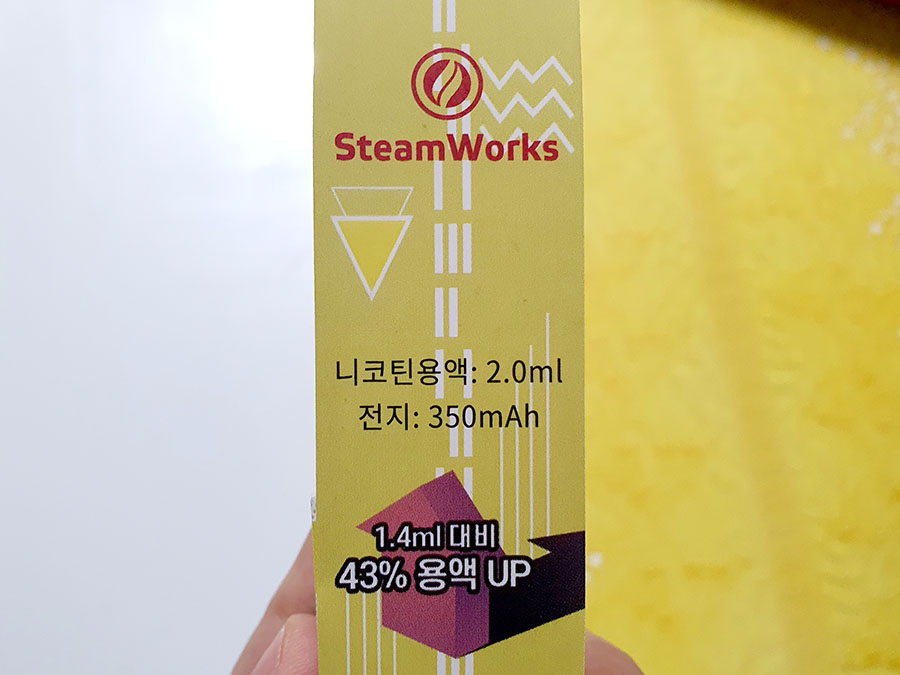 SteamWorks
니코틴용액: 2.0ml
전지: 350mAh
1.4ml 대비
43% 용액 UP